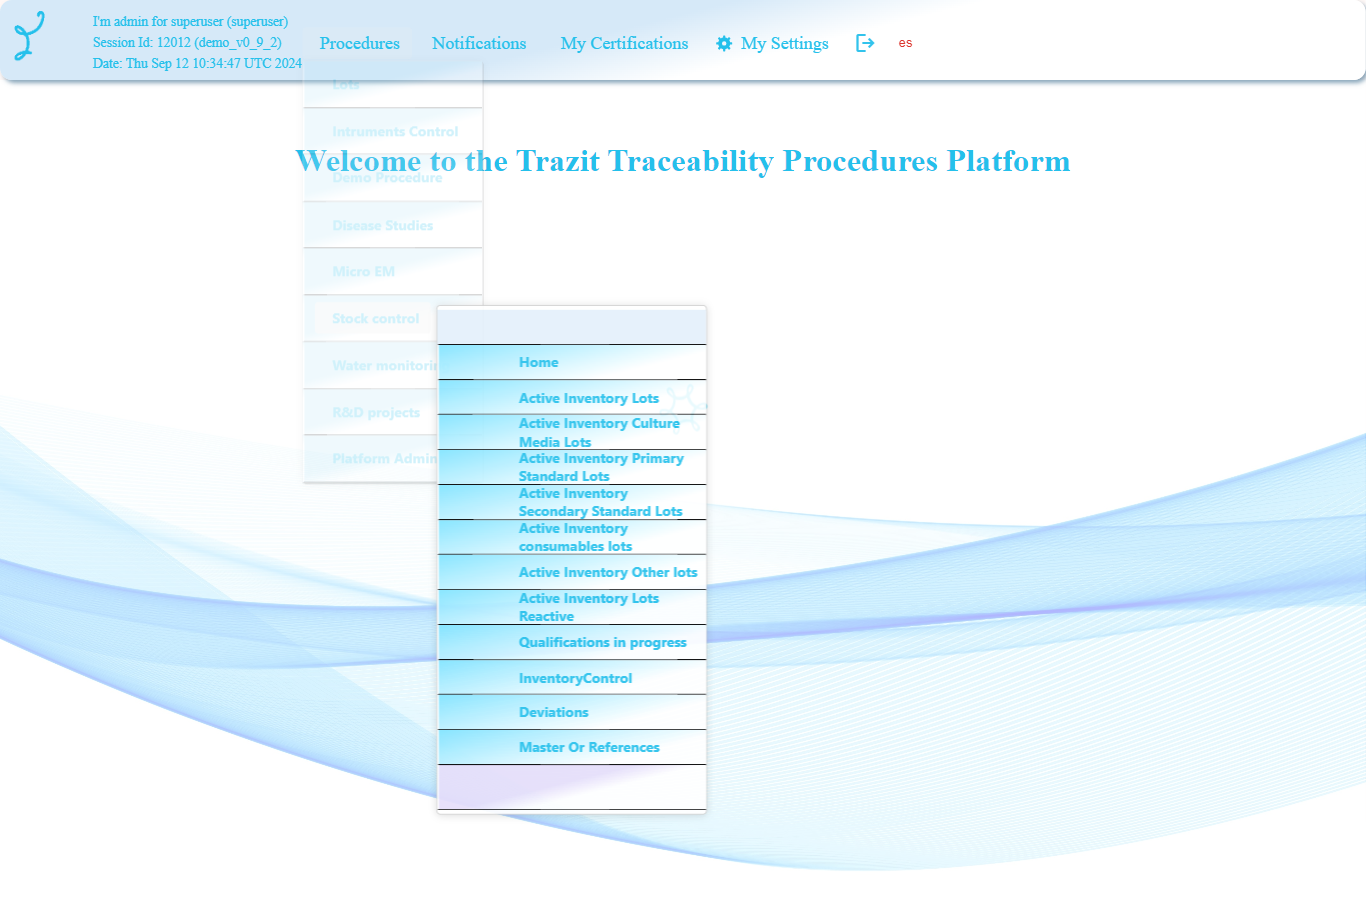 I'm admin for superuser (superuser)
Session Id: 12012 (demo_v0_9_2)
Date: Thu Sep 12 10:34:47 UTC 2024
Procedures
Notifications
My Certifications
My Settings
es
Lots
Intruments Control
Welcome to the Trazit Traceability Procedures Platform
Demo Procedure
Disease Studies
Micro EM
Stock control
Water monitorin
R&D projects
Platform Admin
Home
Active Inventory Lots
Active Inventory Culture
Media Lots
Active Inventory Primary
Standard Lots
Active Inventory
Secondary Standard Lots
Active Inventory
consumables lots
Active Inventory Other lots
Active Inventory Lots
Reactive
Qualifications in progress
InventoryControl
Deviations
Master Or References